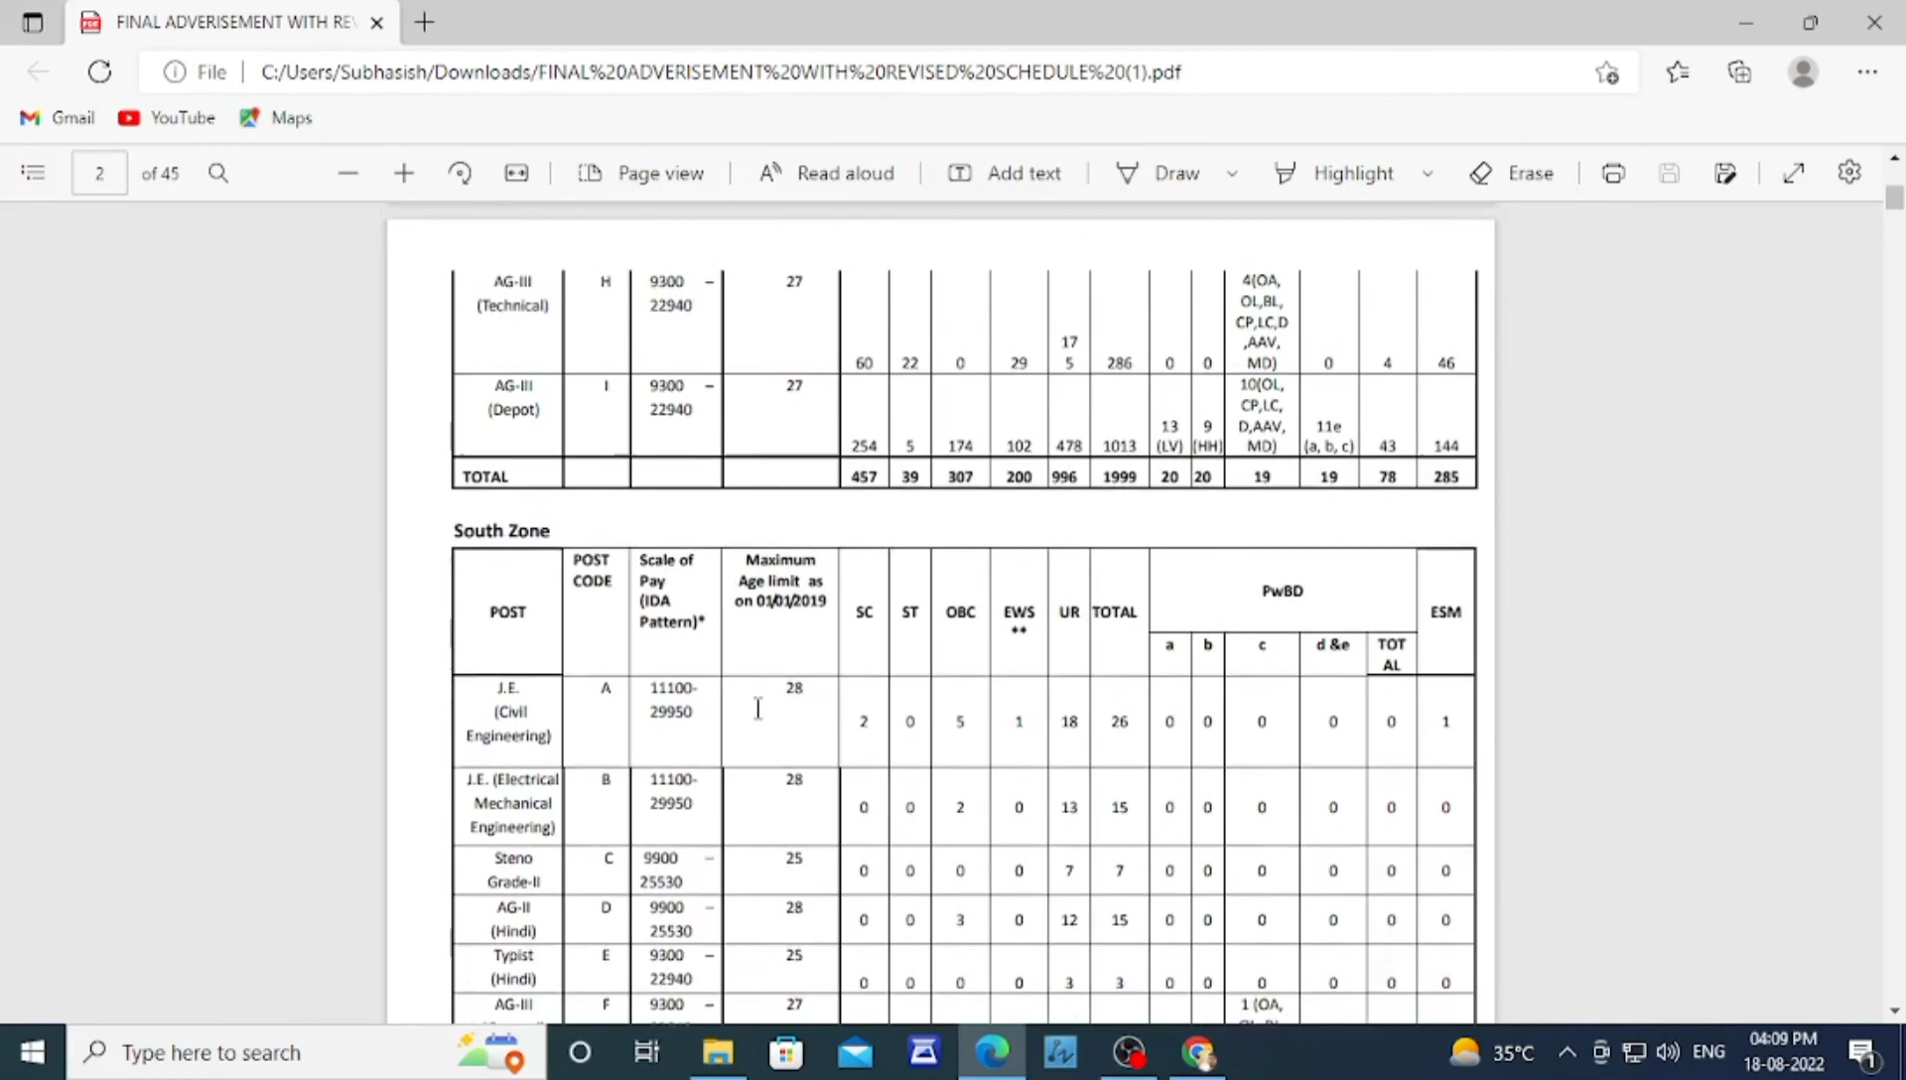 FINAL ADVERISEMENT WITH REV
File C:/Users/Subhasish/Downloads/FINAL%20ADVERISEMENT%20WITH%20REVISED%20SCHEDULE%20(1).pdf
Gmail YouTube Maps
2 of 45 Page view Read aloud Add text Draw Highlight Erase
AG-III H 9300 – 27 4(OA,
(Technical) 22940 OL,BL,
CP,LC,D
17 ,AAV,
60 22 0 29 5 286 0 0 MD) 0 4 46
AG-III I 9300 – 27 10(OL,
(Depot) 22940 CP,LC,
13 9 D,AAV, 11e
254 5 174 102 478 1013 (LV) (HH) MD) (a, b, c) 43 144
TOTAL 457 39 307 200 996 1999 20 20 19 19 78 285
South Zone
POST Scale of Maximum
CODE Pay Age limit as
(IDA on 01/01/2019 PwBD
POST Pattern)* SC ST OBC EWS UR TOTAL ESM
**
a b c d &e TOT
AL
J.E. A 11100- 28
(Civil 29950 2 0 5 1 18 26 0 0 0 0 0 1
Engineering)
J.E. (Electrical B 11100- 28
Mechanical 29950 0 0 2 0 13 15 0 0 0 0 0 0
Engineering)
Steno C 9900 – 25
Grade-II 25530 0 0 0 0 7 7 0 0 0 0 0 0
AG-II D 9900 – 28
(Hindi) 25530 0 0 3 0 12 15 0 0 0 0 0 0
Typist E 9300 – 25
(Hindi) 22940 0 0 0 0 3 3 0 0 0 0 0 0
AG-III F 9300 – 27 1 (OA,
Type here to search 35°C ENG 04:09 PM
18-08-2022 1